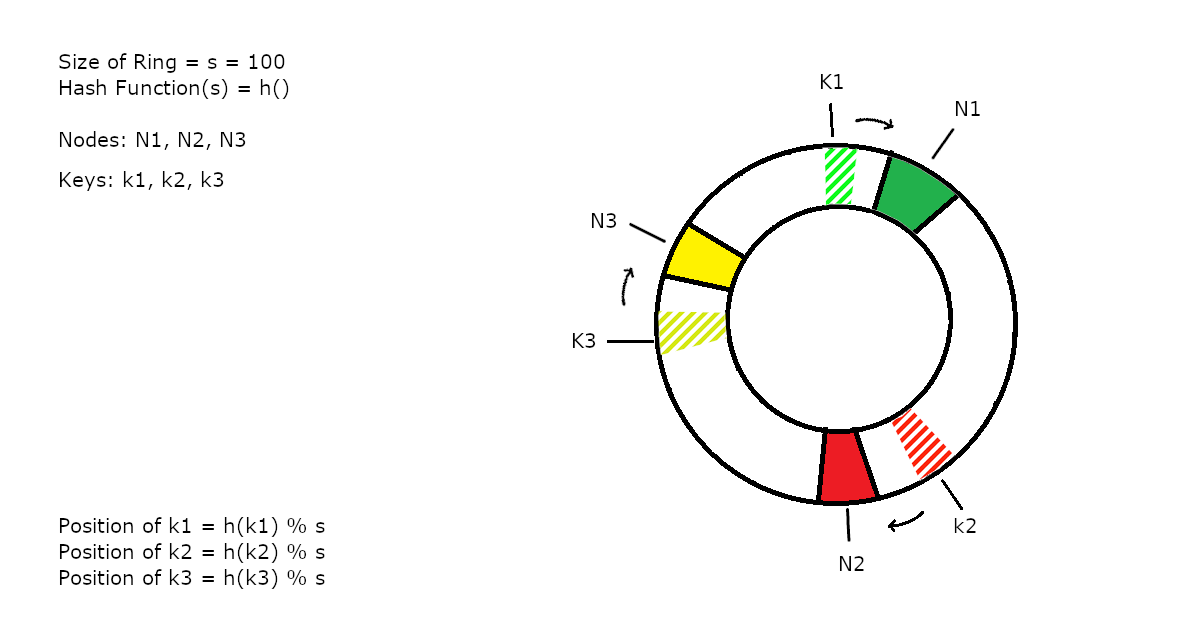 Size of Ring = s = 100
Hash Function(s) = h()
Nodes: N1, N2, N3
Keys: k1, k2, k3
K1
N1
N3
K3
k2
N2
Position of k1 = h(k1) % s
Position of k2 = h(k2) % s
Position of k3 = h(k3) % s